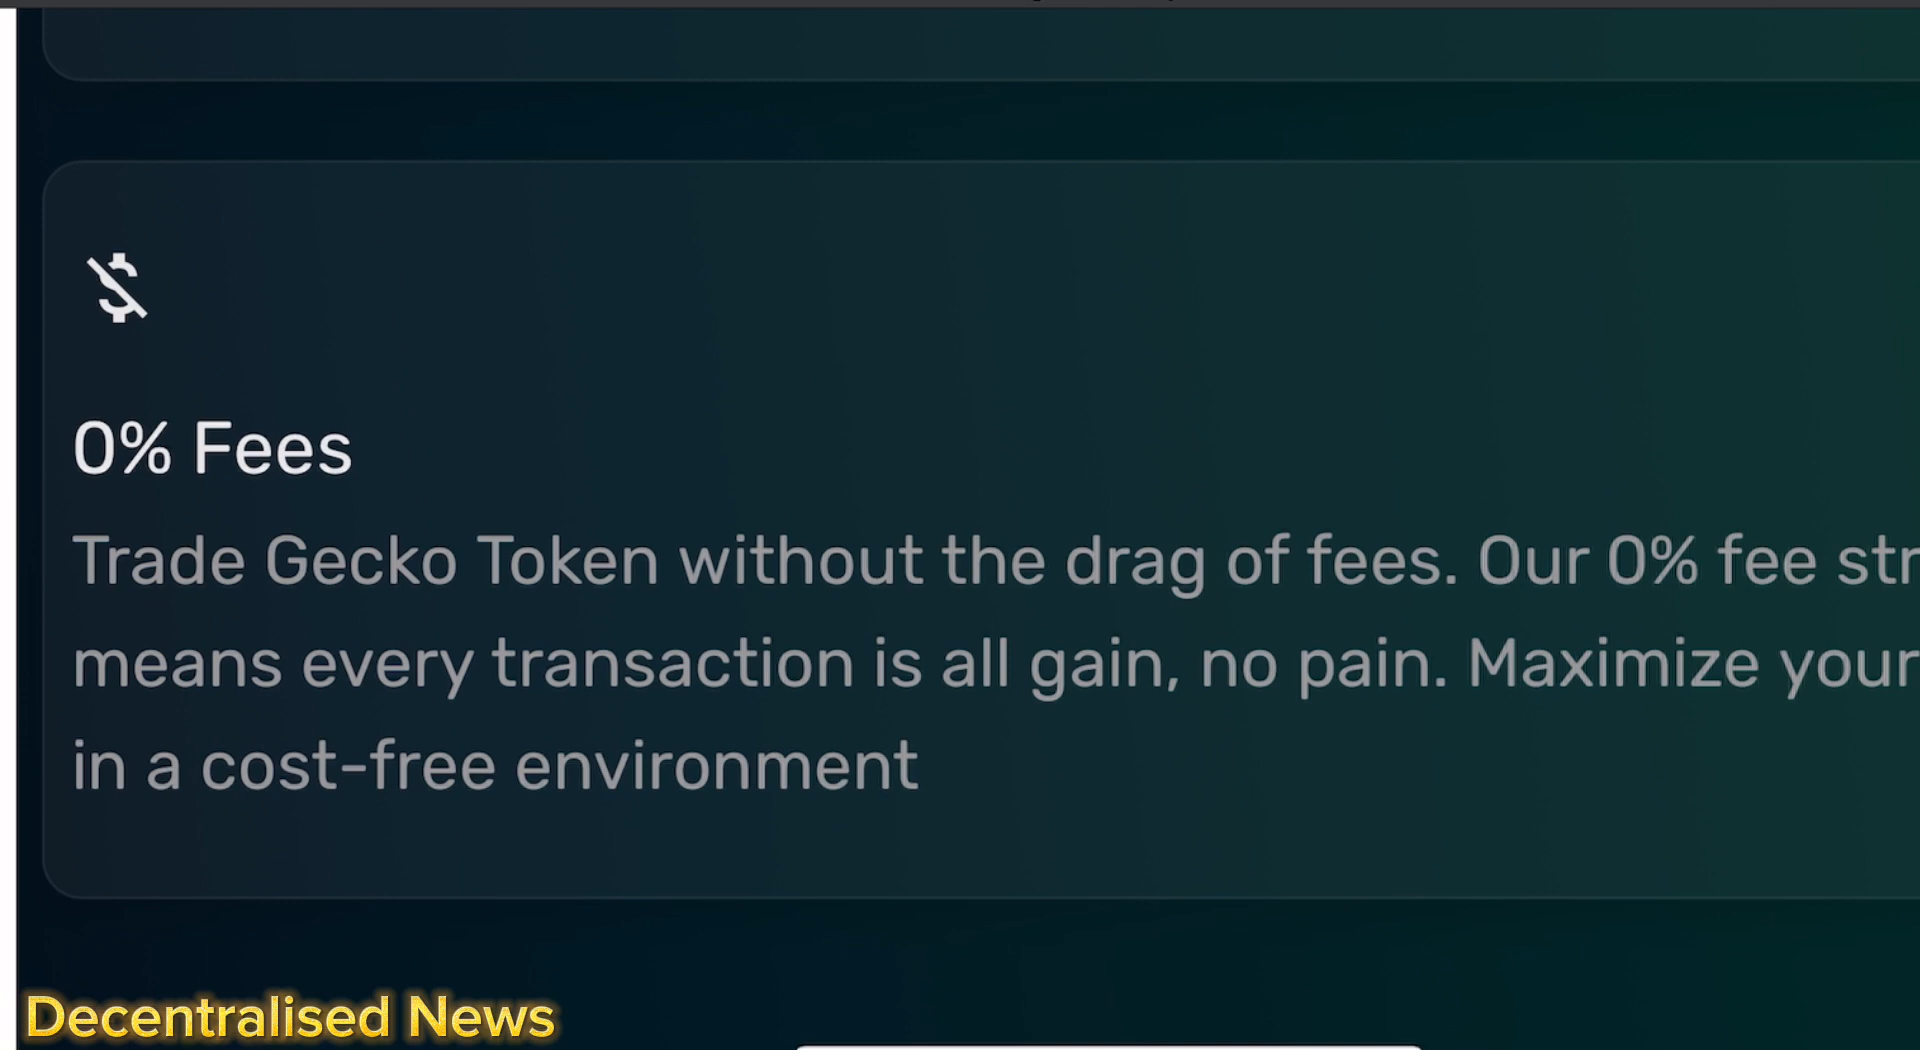 0% Fees
Trade Gecko Token without the drag of fees. Our 0% fee
means every transaction is all gain, no pain. Maximize your
in a cost-free environment
Decentralised News